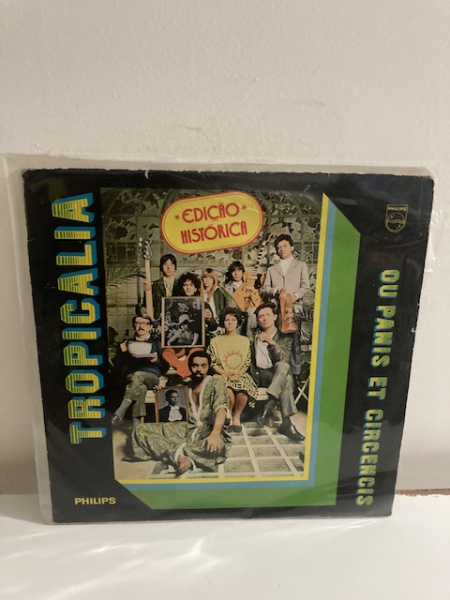 TROPICALIA
EDIÇÃO
HISTÓRICA
PHILIPS
OU PANIS ET CIRCENCIS
PHILIPS